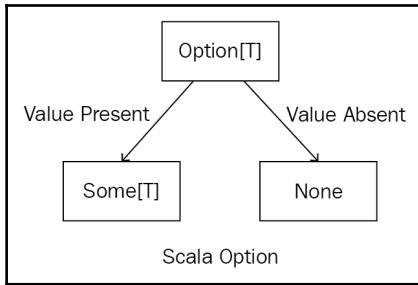 Option[T]
Value Present
Value Absent
Some[T]
None
Scala Option